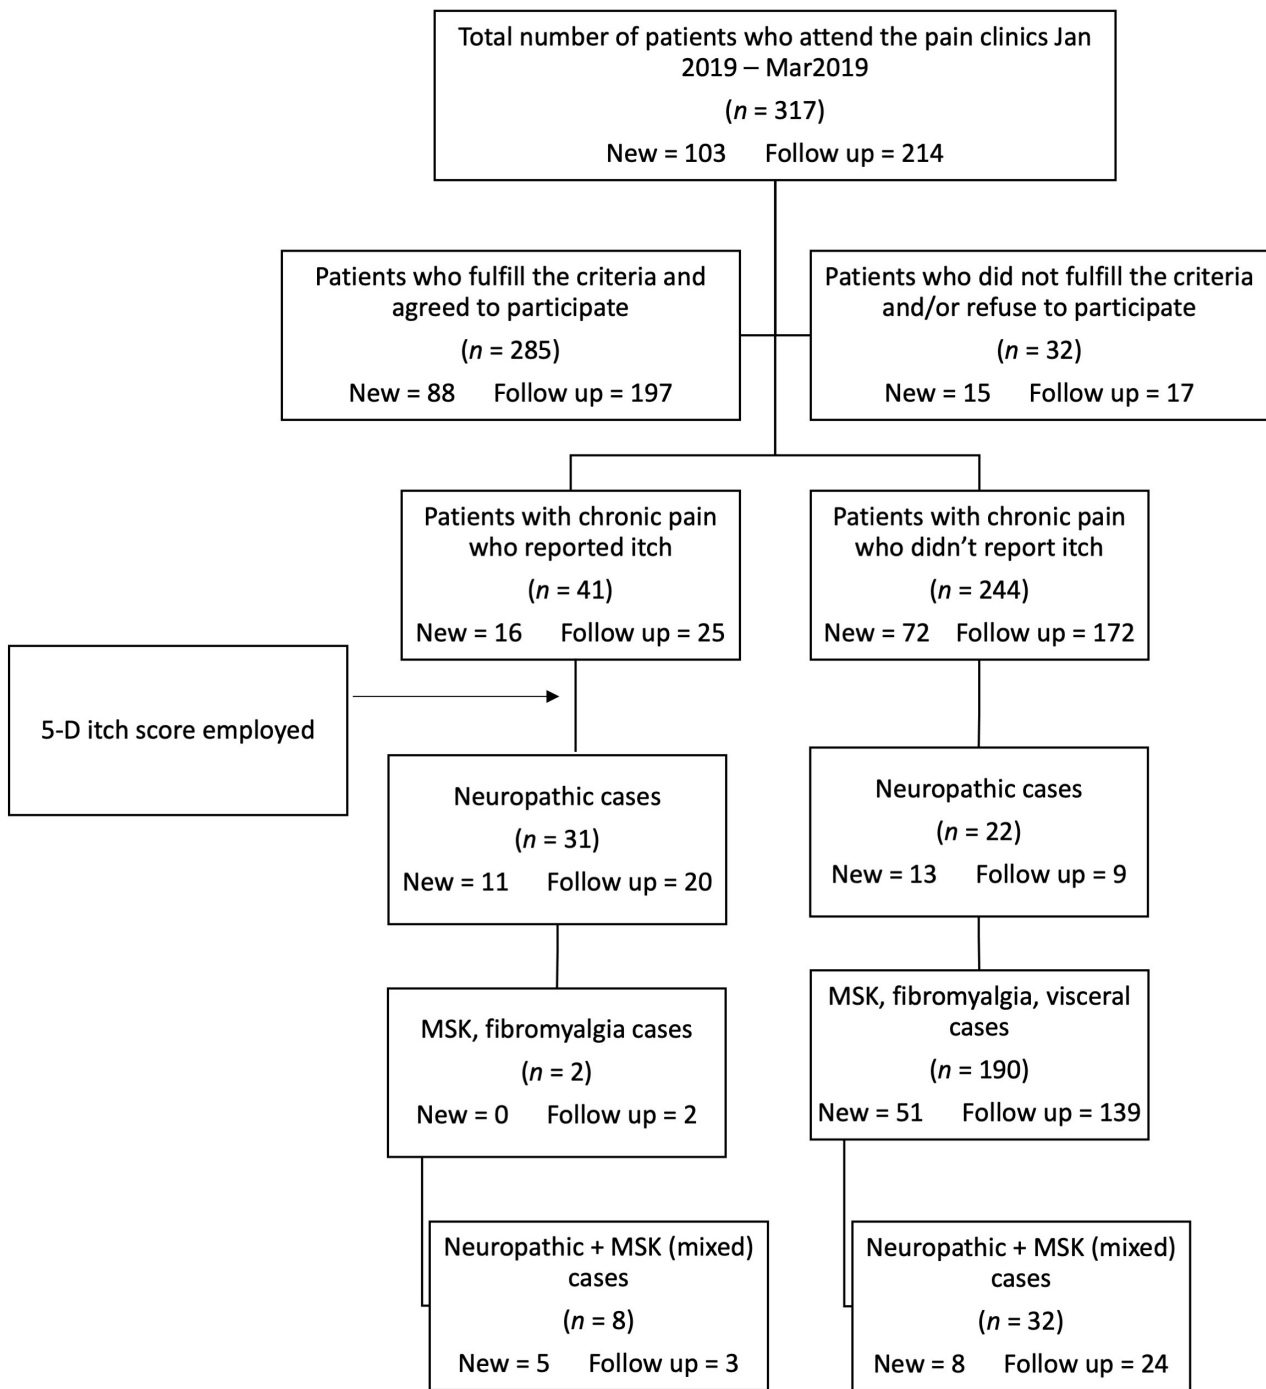 Total number of patients who attend the pain clinics Jan
2019 – Mar2019
(n = 317)
New = 103 Follow up = 214
Patients who fulfill the criteria and
agreed to participate
(n = 285)
New = 88 Follow up = 197
Patients who did not fulfill the criteria
and/or refuse to participate
(n = 32)
New = 15 Follow up = 17
Patients with chronic pain
who reported itch
(n = 41)
New = 16 Follow up = 25
Patients with chronic pain
who didn’t report itch
(n = 244)
New = 72 Follow up = 172
5-D itch score employed
Neuropathic cases
(n = 31)
New = 11 Follow up = 20
Neuropathic cases
(n = 22)
New = 13 Follow up = 9
MSK, fibromyalgia cases
(n = 2)
New = 0 Follow up = 2
MSK, fibromyalgia, visceral
cases
(n = 190)
New = 51 Follow up = 139
Neuropathic + MSK (mixed)
cases
(n = 8)
New = 5 Follow up = 3
Neuropathic + MSK (mixed)
cases
(n = 32)
New = 8 Follow up = 24